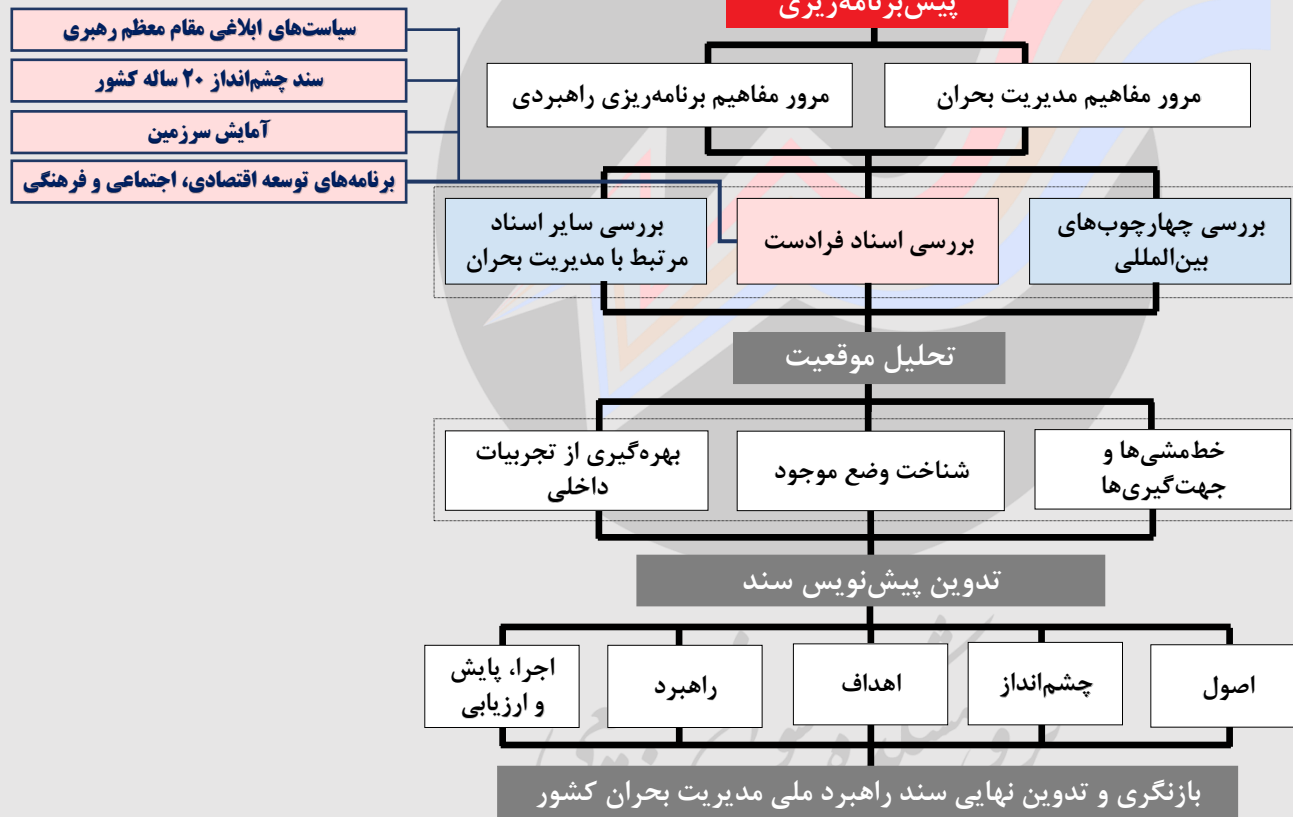 پیش‌برنامه‌ریزی
سیاست‌های ابلاغی مقام معظم رهبری
سند چشم‌انداز ۲۰ ساله کشور
آمایش سرزمین
برنامه‌های توسعه اقتصادی، اجتماعی و فرهنگی
مرور مفاهیم مدیریت بحران
مرور مفاهیم برنامه‌ریزی راهبردی
بررسی چهارچوب‌های
بین‌المللی
بررسی اسناد فرادست
بررسی سایر اسناد
مرتبط با مدیریت بحران
تحلیل موقعیت
خط‌مشی‌ها و
جهت‌گیری‌ها
شناخت وضع موجود
بهره‌گیری از تجربیات
داخلی
تدوین پیش‌نویس سند
اصول
چشم‌انداز
اهداف
راهبرد
اجرا، پایش
و ارزیابی
بازنگری و تدوین نهایی سند راهبرد ملی مدیریت بحران کشور